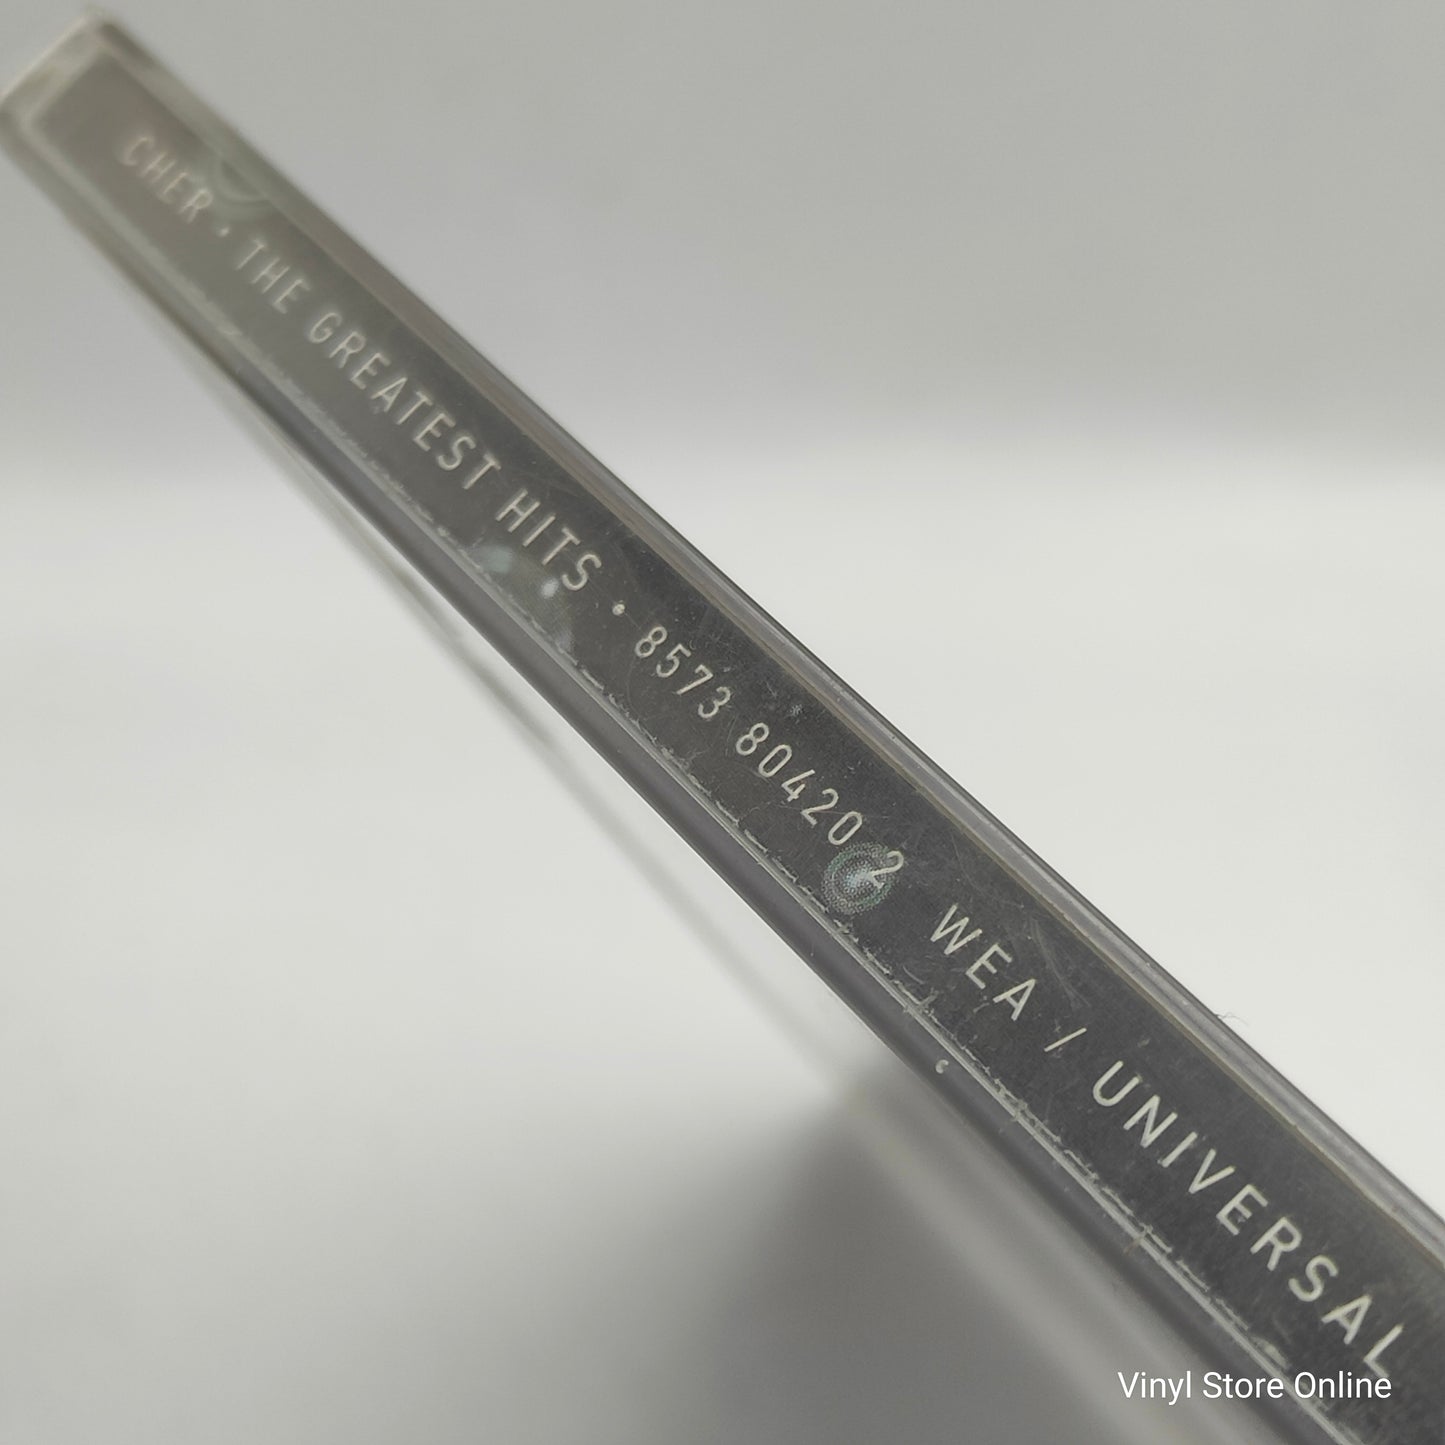 CHER • THE GREATEST HITS • 8573 80420 2 WEA / UNIVERSAL
Vinyl Store Online